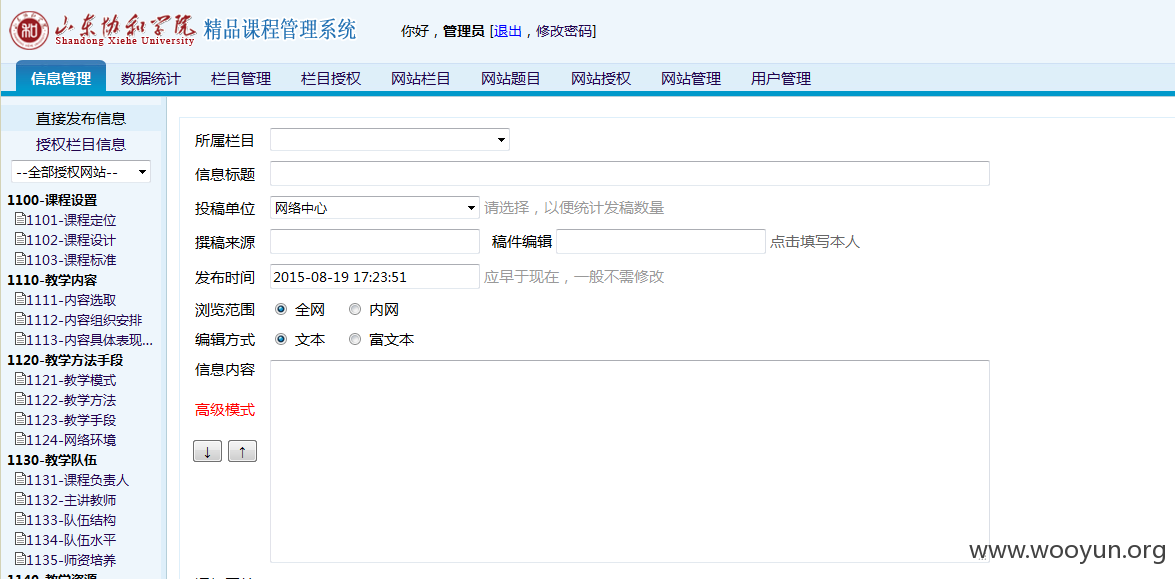 山东协和学院 精品课程管理系统 你好，管理员 [退出，修改密码]
Shandong Xiehe University
信息管理 数据统计 栏目管理 栏目授权 网站栏目 网站题目 网站授权 网站管理 用户管理
直接发布信息
授权栏目信息
--全部授权网站--
1100-课程设置
1101-课程定位
1102-课程设计
1103-课程标准
1110-教学内容
1111-内容选取
1112-内容组织安排
1113-内容具体表现...
1120-教学方法手段
1121-教学模式
1122-教学方法
1123-教学手段
1124-网络环境
1130-教学队伍
1131-课程负责人
1132-主讲教师
1133-队伍结构
1134-队伍水平
1135-师资培养
所属栏目
信息标题
投稿单位 网络中心 请选择，以便统计发稿数量
撰稿来源 稿件编辑 点击填写本人
发布时间 2015-08-19 17:23:51 应早于现在，一般不需修改
浏览范围 全网 内网
编辑方式 文本 富文本
信息内容
高级模式
↓ ↑
www.wooyun.org